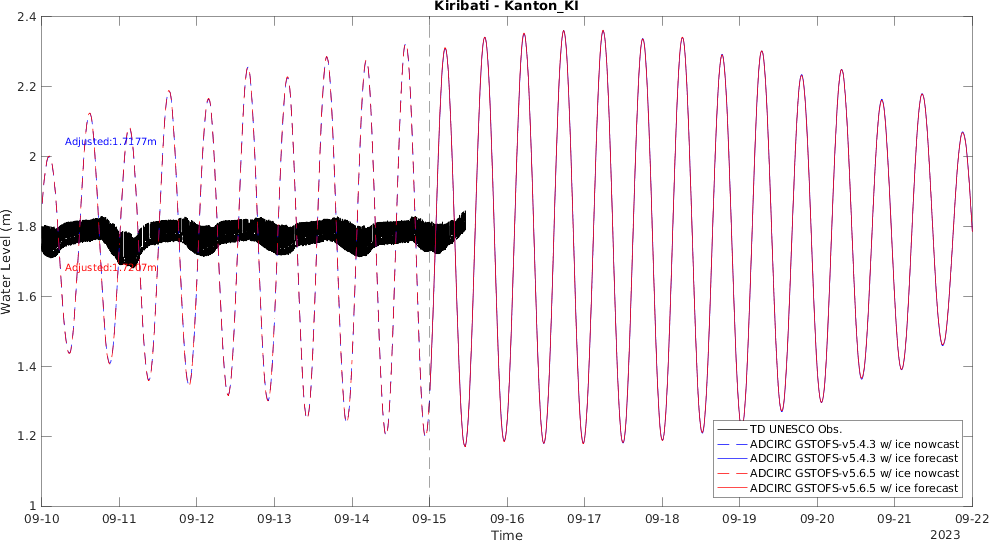 Kiribati - Kanton_KI
2.4
2.2
2
1.8
1.6
1.4
1.2
1
Water Level (m)
Adjusted:1.7177m
Adjusted:1.7207m
TD UNESCO Obs.
ADCIRC GSTOFS-v5.4.3 w/ ice nowcast
ADCIRC GSTOFS-v5.4.3 w/ ice forecast
ADCIRC GSTOFS-v5.6.5 w/ ice nowcast
ADCIRC GSTOFS-v5.6.5 w/ ice forecast
09-10 09-11 09-12 09-13 09-14 09-15 09-16 09-17 09-18 09-19 09-20 09-21 09-22
Time
2023